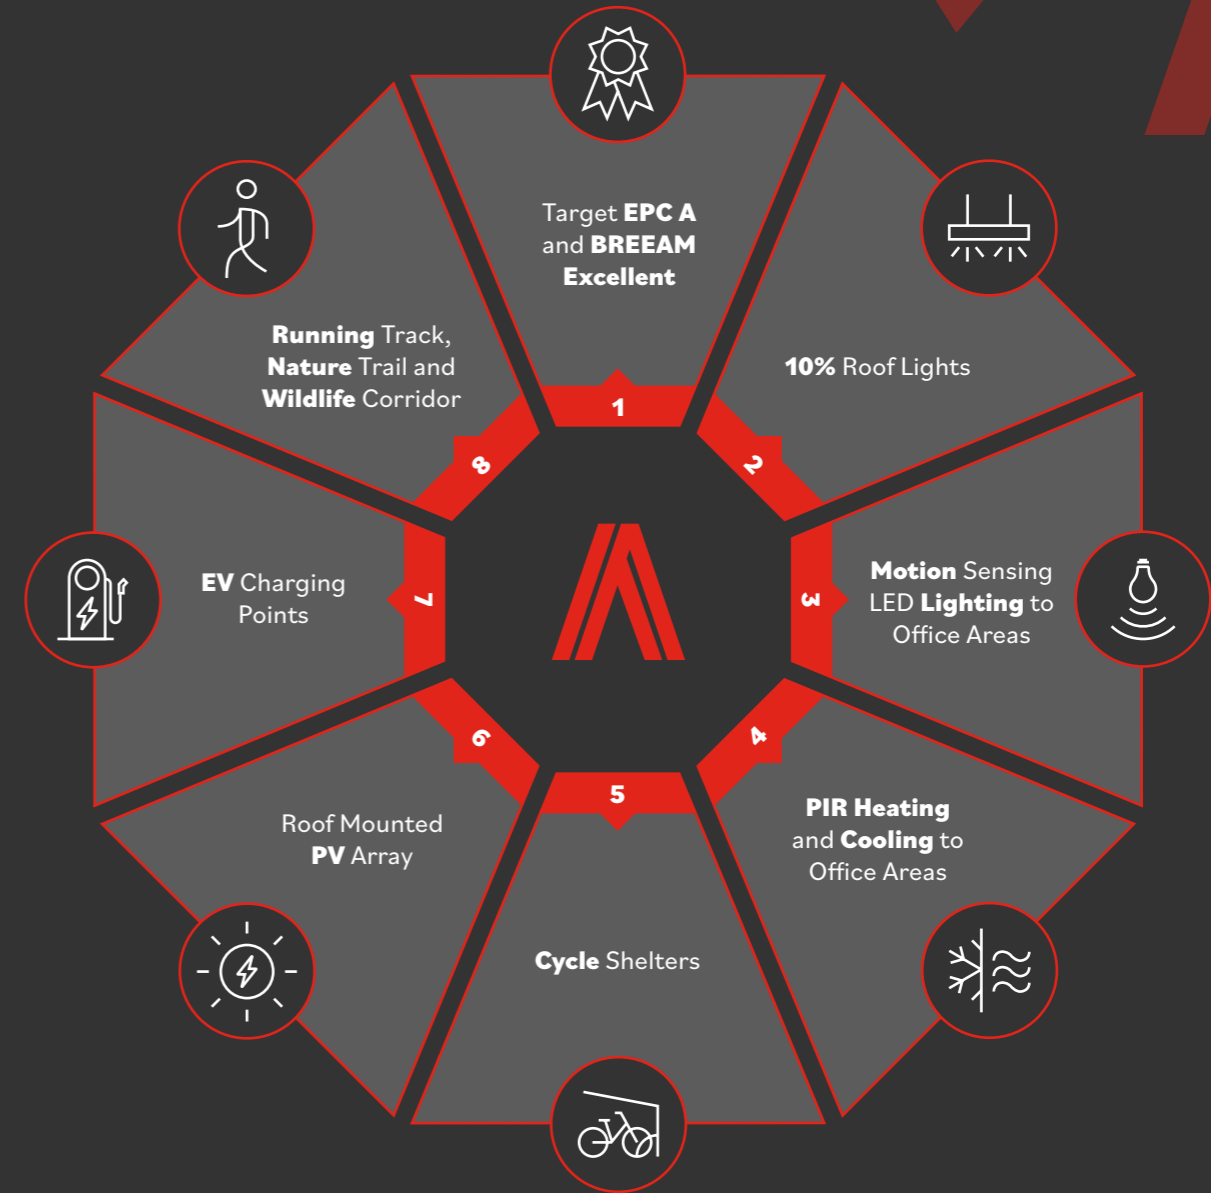 Target EPC A
and BREEAM
Excellent
1
10% Roof Lights
2
Motion Sensing
LED Lighting to
Office Areas
3
PIR Heating
and Cooling to
Office Areas
4
Cycle Shelters
5
Roof Mounted
PV Array
6
EV Charging
Points
7
Running Track,
Nature Trail and
Wildlife Corridor
8